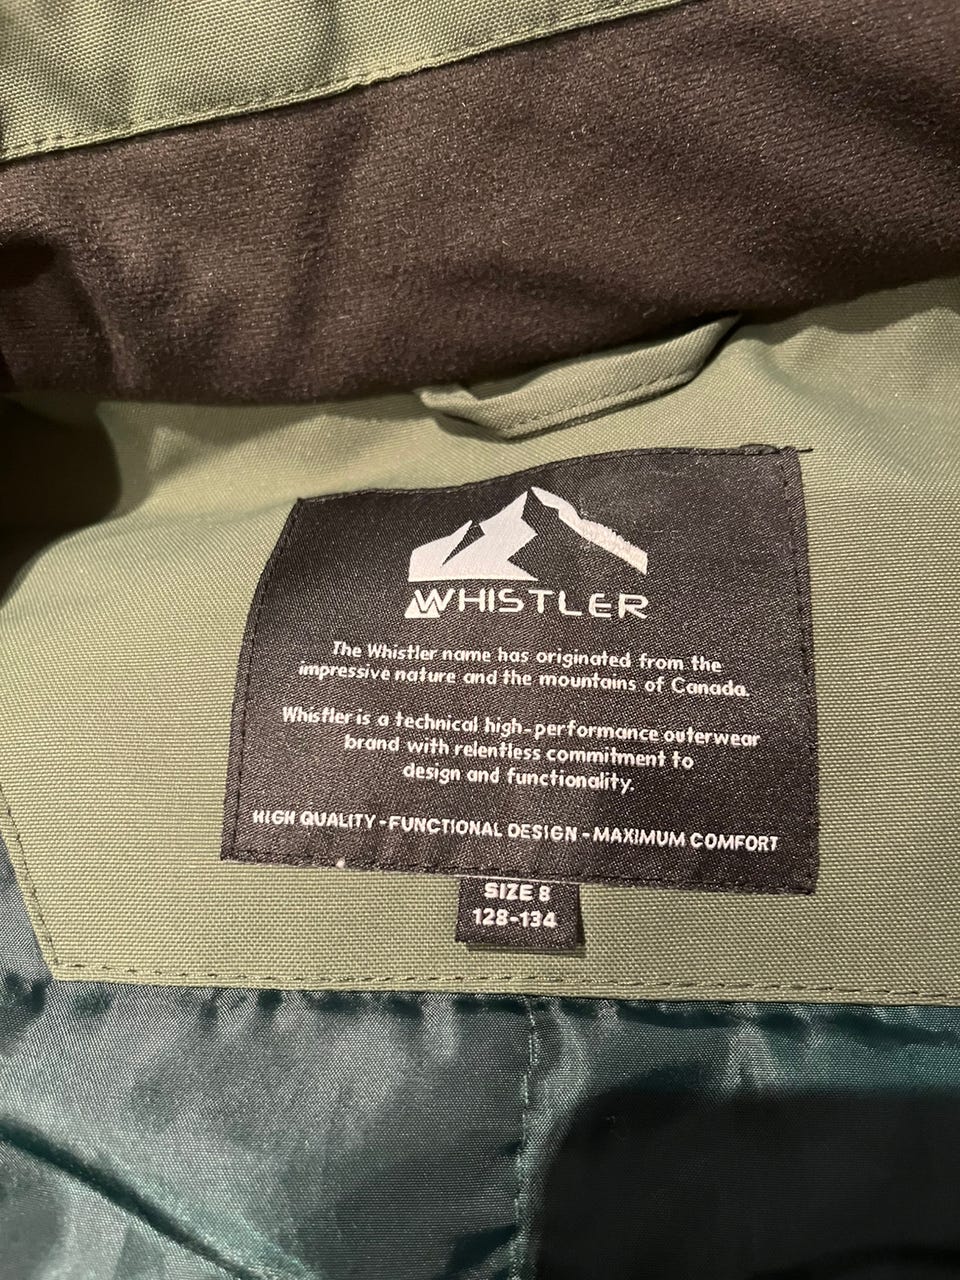 WHISTLER
The Whistler name has originated from the
impressive nature and the mountains of Canada.
Whistler is a technical high-performance outerwear
brand with relentless commitment to
design and functionality.
HIGH QUALITY - FUNCTIONAL DESIGN - MAXIMUM COMFORT
SIZE 8
128-134